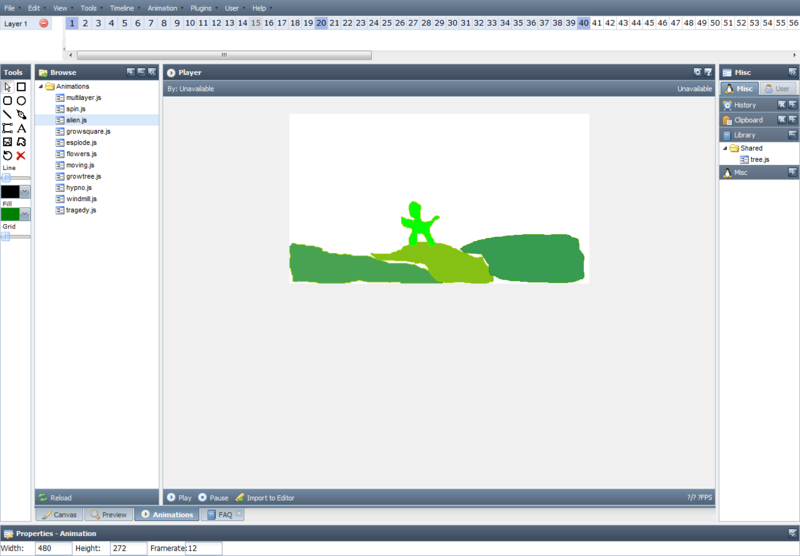 File Edit View Tools Timeline Animation Plugins User Help
Layer 1 1 2 3 4 5 6 7 8 9 10 11 12 13 14 15 16 17 18 19 20 21 22 23 24 25 26 27 28 29 30 31 32 33 34 35 36 37 38 39 40 41 42 43 44 45 46 47 48 49 50 51 52 53 54 55 56
Tools Browse Player Misc
Animations By: Unavailable Unavailable Misc User
multilayer.js
spin.js History
alien.js Clipboard
growsquare.js Library
esplode.js Shared
flowers.js tree.js
moving.js
Line growtree.js Misc
hypno.js
windmill.js
Fill tragedy.js
Grid
Reload Play Pause Import to Editor ?/? ?FPS
Canvas Preview Animations FAQ
Properties - Animation
Width: 480 Height: 272 Framerate: 12